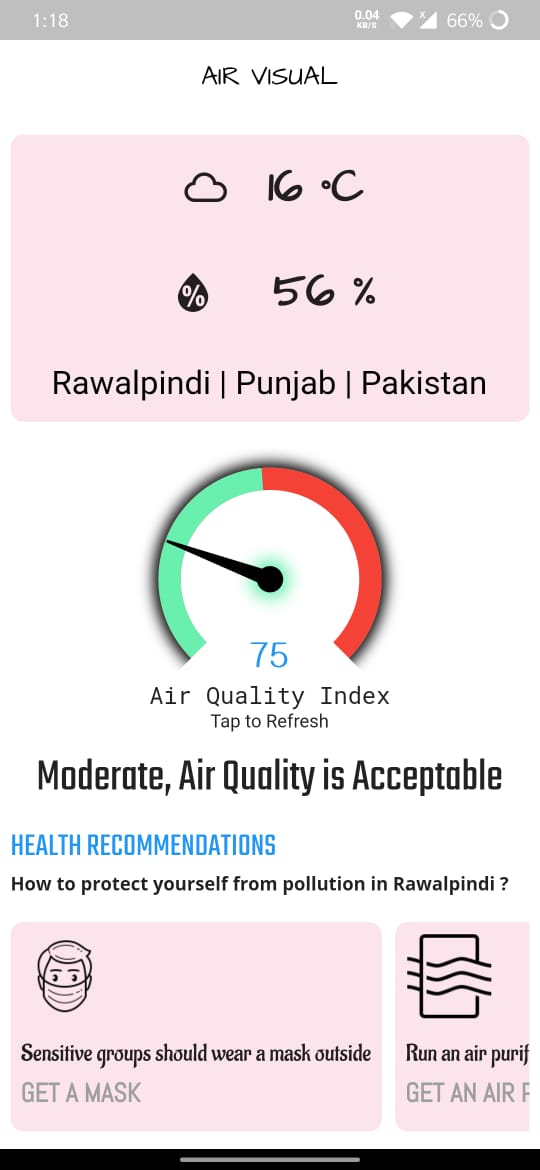 1:18
0.04
KB/S
x
66%
AIR VISUAL
16 °C
%
56 %
Rawalpindi | Punjab | Pakistan
75
Air Quality Index
Tap to Refresh
Moderate, Air Quality is Acceptable
HEALTH RECOMMENDATIONS
How to protect yourself from pollution in Rawalpindi ?
Sensitive groups should wear a mask outside
GET A MASK
Run an air purif
GET AN AIR